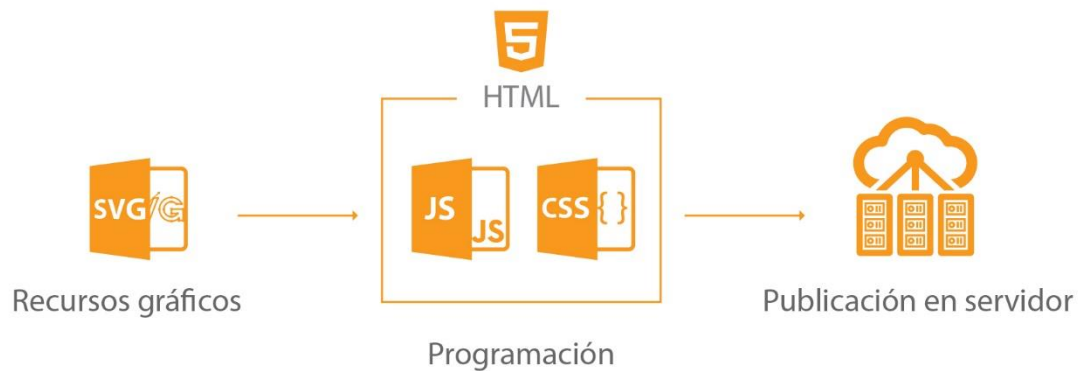 5
HTML
SVG/G
JS
JS
CSS { }
Recursos gráficos
Publicación en servidor
Programación